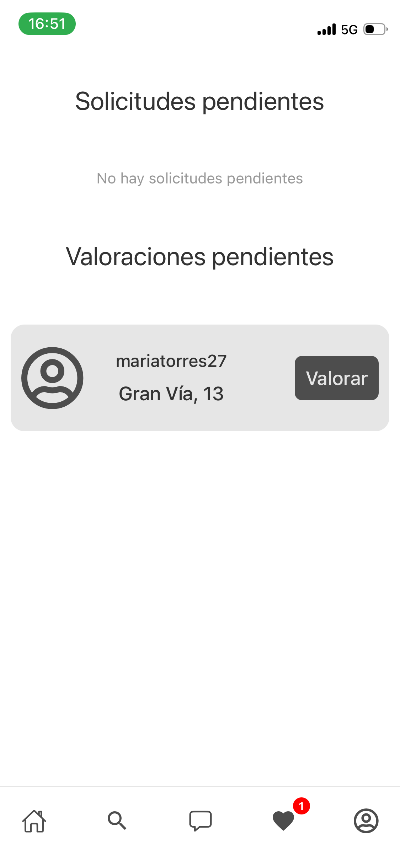 16:51
5G
Solicitudes pendientes
No hay solicitudes pendientes
Valoraciones pendientes
mariatorres27
Gran Vía, 13
Valorar
1